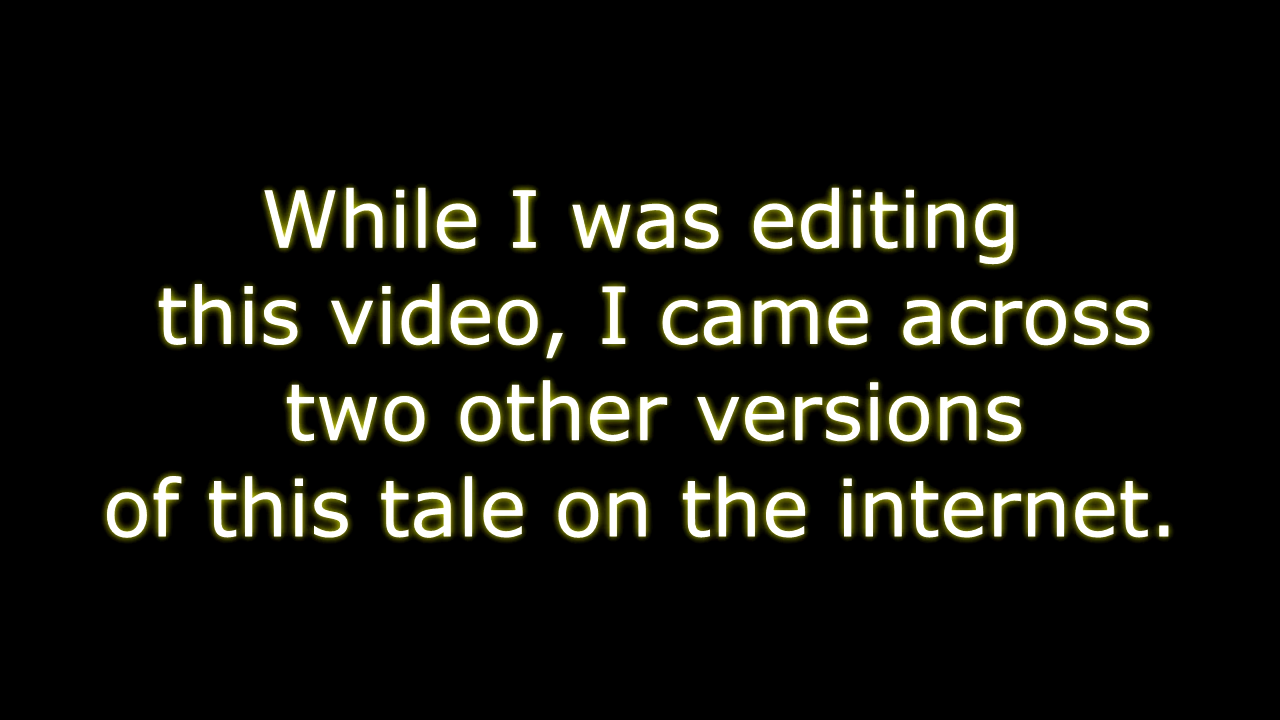 While I was editing
this video, I came across
two other versions
of this tale on the internet.